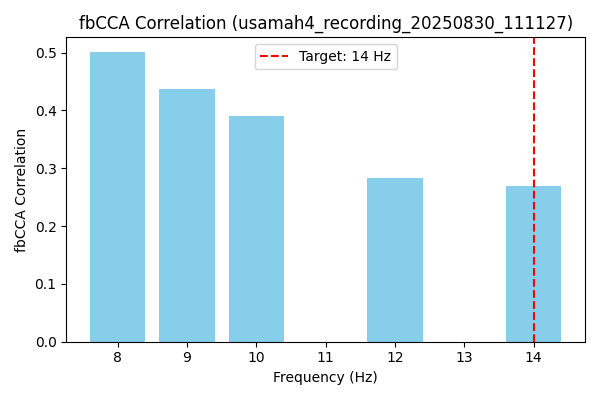 fbCCA Correlation (usamah4_recording_20250830_111127)
Target: 14 Hz
fbCCA Correlation
0.5
0.4
0.3
0.2
0.1
0.0
8 9 10 11 12 13 14
Frequency (Hz)